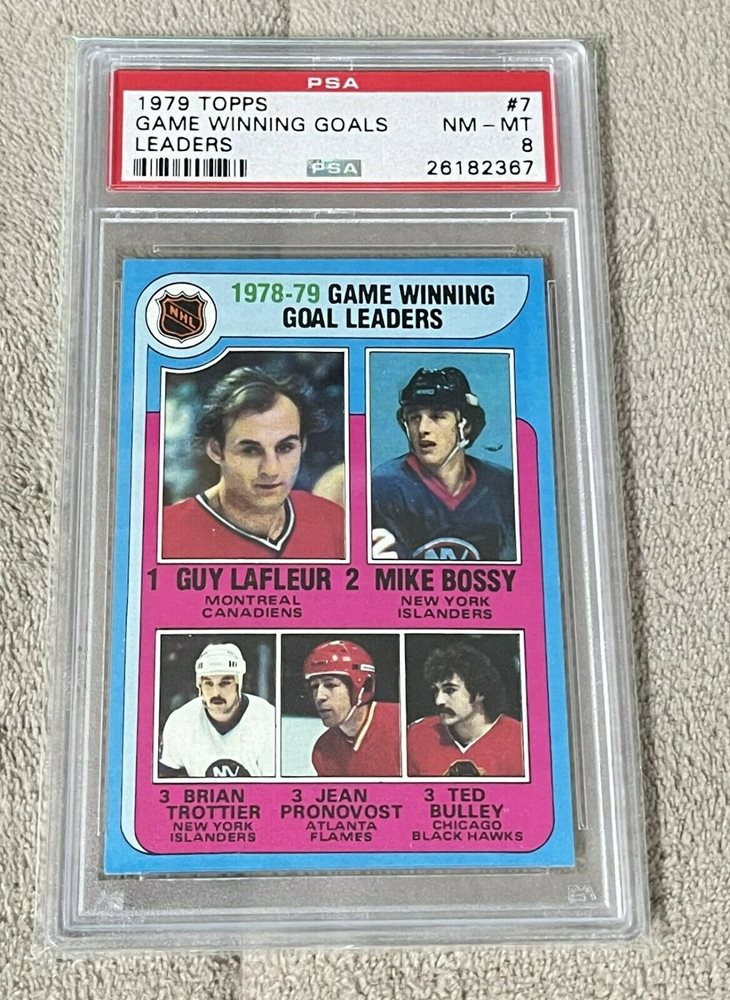 PSA
1979 TOPPS #7
GAME WINNING GOALS NM - MT
LEADERS 8
PSA 26182367
NHL
1978-79 GAME WINNING
GOAL LEADERS
1 GUY LAFLEUR 2 MIKE BOSSY
MONTREAL NEW YORK
CANADIENS ISLANDERS
3 BRIAN 3 JEAN 3 TED
TROTTIER PRONOVOST BULLEY
NEW YORK ATLANTA CHICAGO
ISLANDERS FLAMES BLACK HAWKS